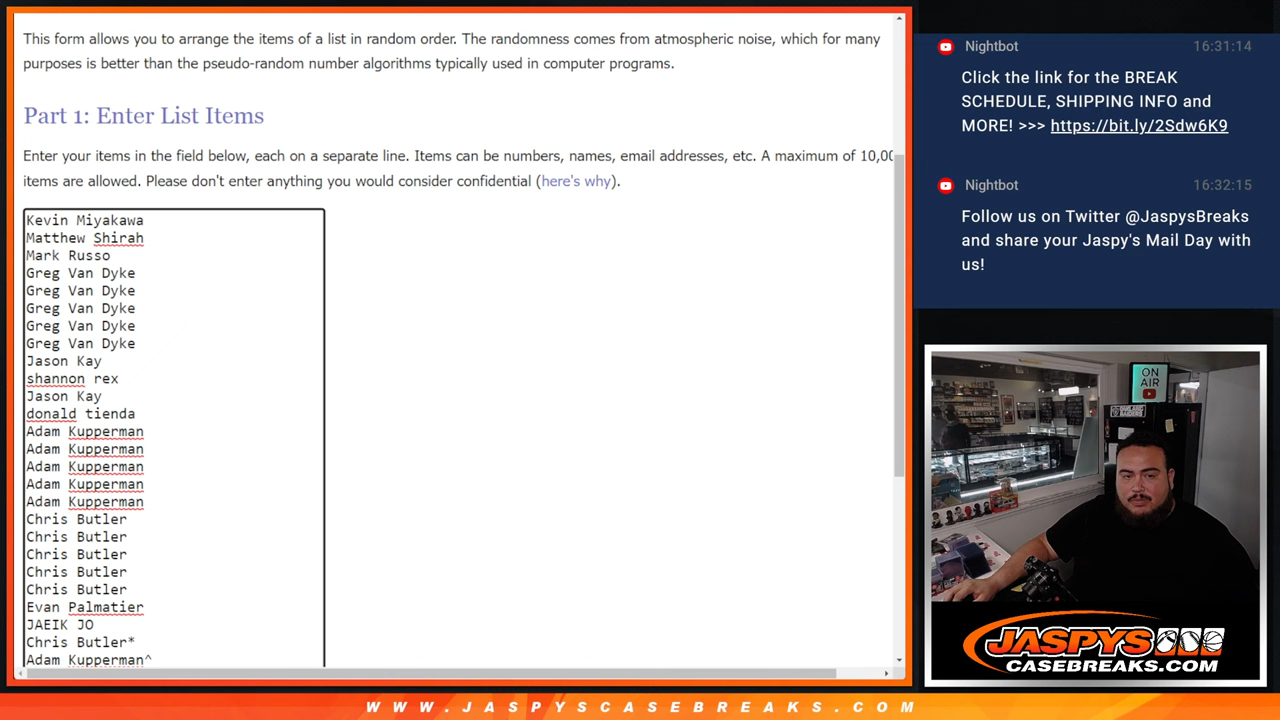 This form allows you to arrange the items of a list in random order. The randomness comes from atmospheric noise, which for many
purposes is better than the pseudo-random number algorithms typically used in computer programs.
Part 1: Enter List Items
Enter your items in the field below, each on a separate line. Items can be numbers, names, email addresses, etc. A maximum of 10,00
items are allowed. Please don't enter anything you would consider confidential (here's why).
Kevin Miyakawa
Matthew Shirah
Mark Russo
Greg Van Dyke
Greg Van Dyke
Greg Van Dyke
Greg Van Dyke
Greg Van Dyke
Jason Kay
shannon rex
Jason Kay
donald tienda
Adam Kupperman
Adam Kupperman
Adam Kupperman
Adam Kupperman
Adam Kupperman
Chris Butler
Chris Butler
Chris Butler
Chris Butler
Chris Butler
Evan Palmatier
JAEIK JO
Chris Butler*
Adam Kupperman^
Nightbot 16:31:14
Click the link for the BREAK
SCHEDULE, SHIPPING INFO and
MORE! >>> https://bit.ly/2Sdw6K9
Nightbot 16:32:15
Follow us on Twitter @JaspysBreaks
and share your Jaspy's Mail Day with
us!
ON
AIR
JASPYS
CASEBREAKS.COM
WWW.JASPYSCASEBREAKS.COM